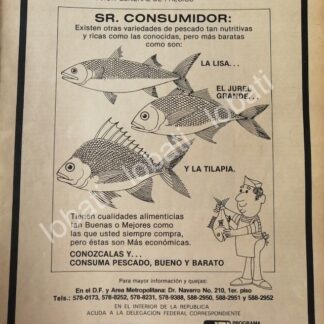 GENERAL DE PRECIOS
SR. CONSUMIDOR:
Existen otras variedades de pescado tan nutritivas
y ricas como las conocidas, pero más baratas
como son:
LA LISA...
EL JUREL
GRANDE...
Y LA TILAPIA.
Tienen cualidades alimenticias
tan Buenas o Mejores como
las que usted siempre compra,
pero éstas son Más económicas.
CONOZCALAS Y...
CONSUMA PESCADO, BUENO Y BARATO
Para mayor información y quejas:
En el D.F. y Area Metropolitana: Dr. Navarro No. 210, 1er. piso
Tels.: 578-0173, 578-8252, 578-8231, 578-9388, 588-2950, 588-2951 y 588-2952
EN EL INTERIOR DE LA REPUBLICA
ACUDA A LA DELEGACION FEDERAL CORRESPONDIENTE
PROGRAMA